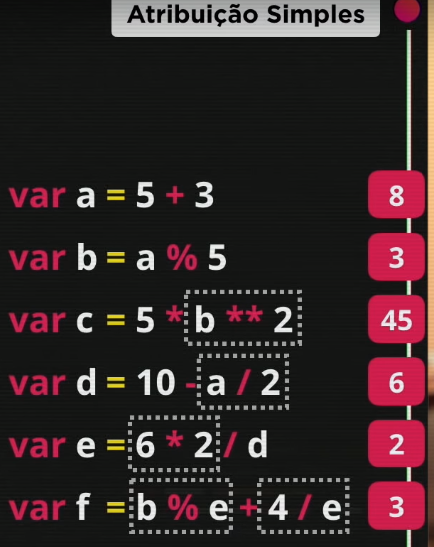 Atribuição Simples
var a = 5 + 3 8
var b = a % 5 3
var c = 5 * b ** 2 45
var d = 10 - a / 2 6
var e = 6 * 2 / d 2
var f = b % e + 4 / e 3